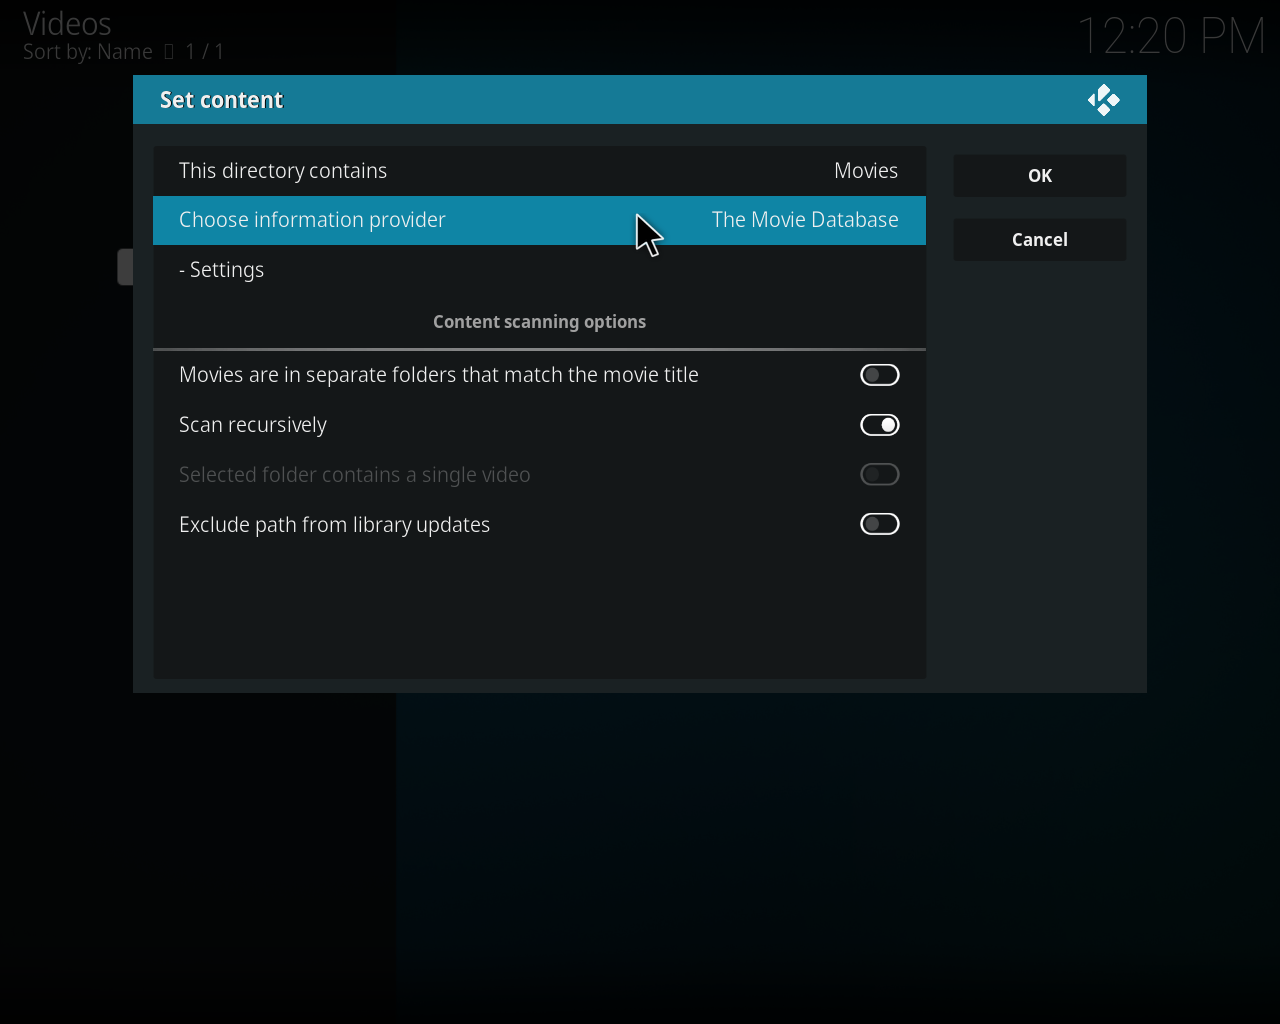 Videos
Sort by: Name 1 / 1
12:20 PM
Set content
This directory contains Movies
Choose information provider The Movie Database
- Settings
Content scanning options
Movies are in separate folders that match the movie title
Scan recursively
Selected folder contains a single video
Exclude path from library updates
OK
Cancel